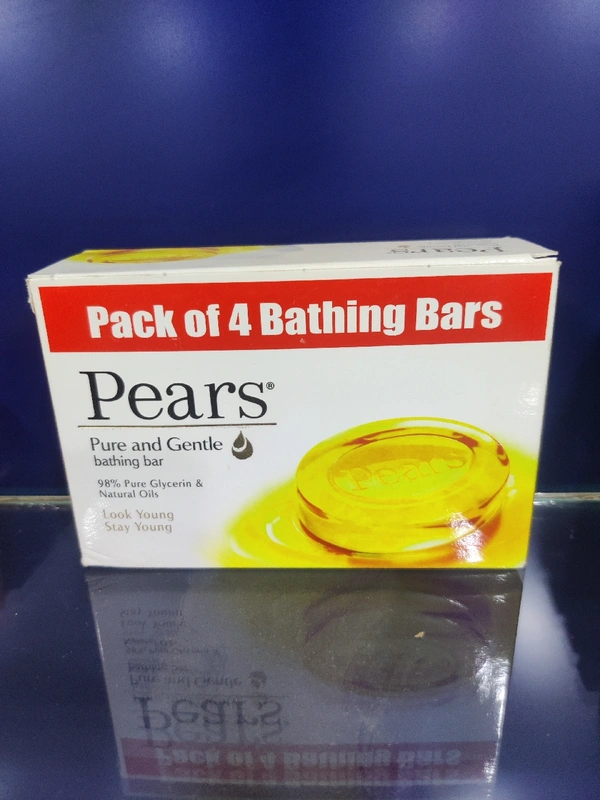 Pears
Pack of 4 Bathing Bars
Pears®
Pure and Gentle
bathing bar
98% Pure Glycerin &
Natural Oils
Look Young
Stay Young
Pears